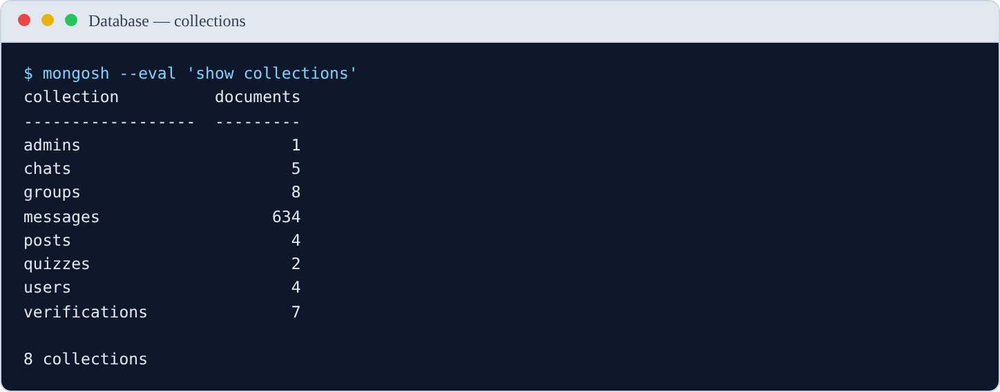 Database — collections
$ mongosh --eval 'show collections'
collection          documents
------------------  ---------
admins                      1
chats                       5
groups                      8
messages                  634
posts                       4
quizzes                     2
users                       4
verifications               7
8 collections